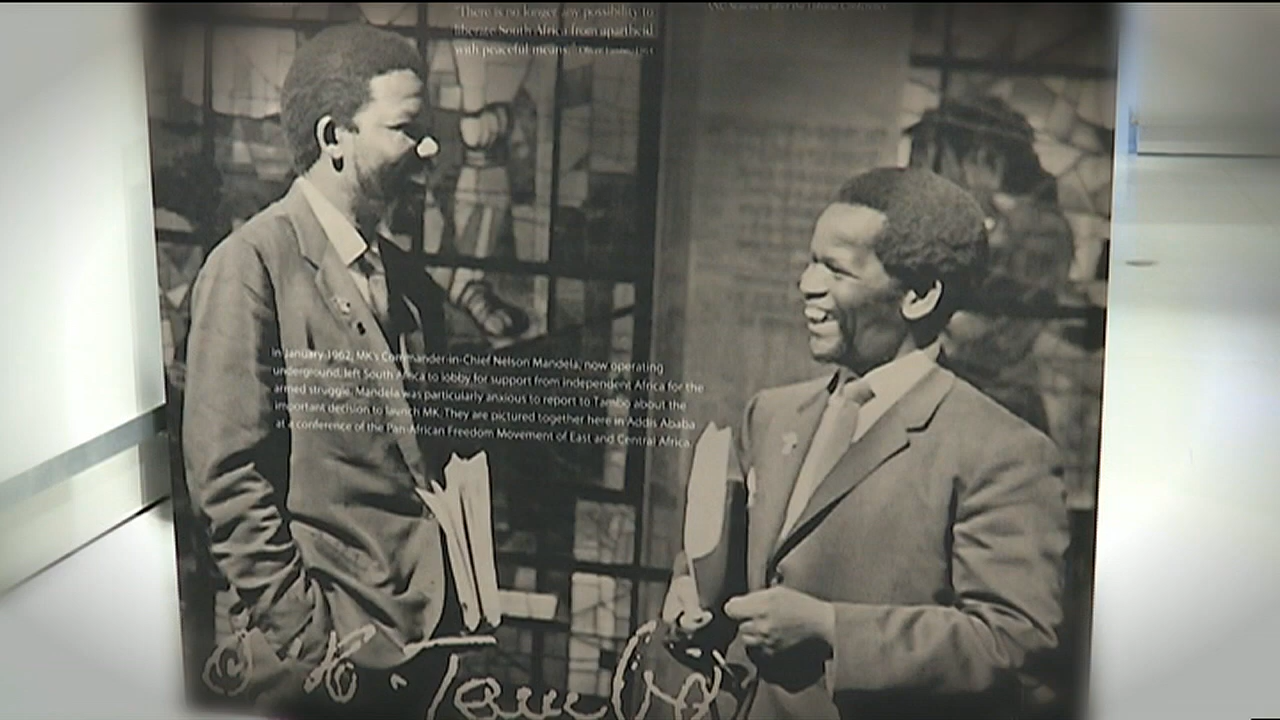 "There is no longer any possibility to
liberate South Africa from apartheid
with peaceful means."
In January 1962, MK's Commander-in-Chief Nelson Mandela, now operating
underground, left South Africa to lobby for support from independent Africa for the
armed struggle. Mandela was particularly anxious to report to Tambo about the
important decision to launch MK. They are pictured together here in Addis Ababa
at a conference of the Pan-African Freedom Movement of East and Central Africa.
O. R. Tambo